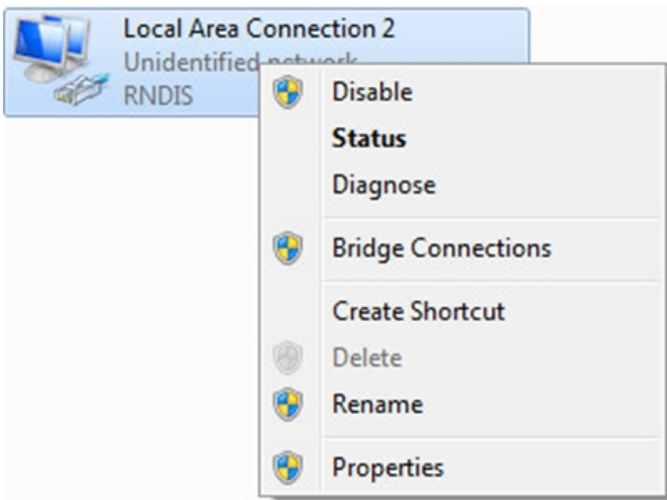 Local Area Connection 2
Unidentified network
RNDIS
Disable
Status
Diagnose
Bridge Connections
Create Shortcut
Delete
Rename
Properties